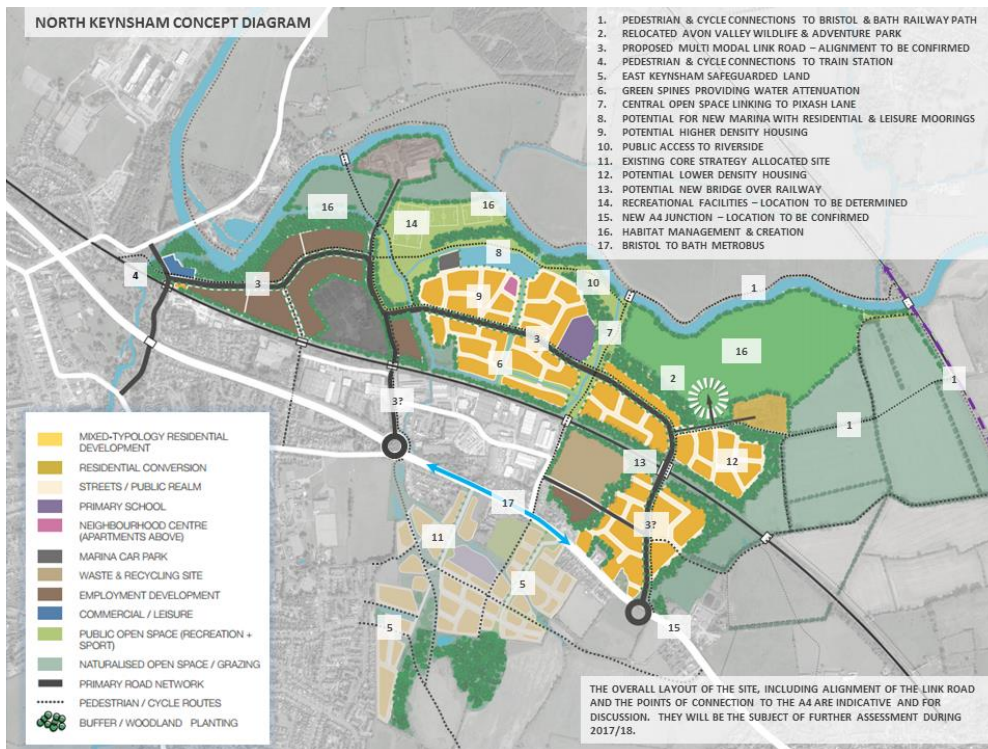 NORTH KEYNSHAM CONCEPT DIAGRAM
1. PEDESTRIAN & CYCLE CONNECTIONS TO BRISTOL & BATH RAILWAY PATH
2. RELOCATED AVON VALLEY WILDLIFE & ADVENTURE PARK
3. PROPOSED MULTI MODAL LINK ROAD – ALIGNMENT TO BE CONFIRMED
4. PEDESTRIAN & CYCLE CONNECTIONS TO TRAIN STATION
5. EAST KEYNSHAM SAFEGUARDED LAND
6. GREEN SPINES PROVIDING WATER ATTENUATION
7. CENTRAL OPEN SPACE LINKING TO PIXASH LANE
8. POTENTIAL FOR NEW MARINA WITH RESIDENTIAL & LEISURE MOORINGS
9. POTENTIAL HIGHER DENSITY HOUSING
10. PUBLIC ACCESS TO RIVERSIDE
11. EXISTING CORE STRATEGY ALLOCATED SITE
12. POTENTIAL LOWER DENSITY HOUSING
13. POTENTIAL NEW BRIDGE OVER RAILWAY
14. RECREATIONAL FACILITIES – LOCATION TO BE DETERMINED
15. NEW A4 JUNCTION – LOCATION TO BE CONFIRMED
16. HABITAT MANAGEMENT & CREATION
17. BRISTOL TO BATH METROBUS
16
16
14
8
4
3
10
1
9
7
3
16
6
2
1
3?
1
12
13
17
3?
11
5
5
15
MIXED-TYPOLOGY RESIDENTIAL
DEVELOPMENT
RESIDENTIAL CONVERSION
STREETS / PUBLIC REALM
PRIMARY SCHOOL
NEIGHBOURHOOD CENTRE
(APARTMENTS ABOVE)
MARINA CAR PARK
WASTE & RECYCLING SITE
EMPLOYMENT DEVELOPMENT
COMMERCIAL / LEISURE
PUBLIC OPEN SPACE (RECREATION +
SPORT)
NATURALISED OPEN SPACE / GRAZING
PRIMARY ROAD NETWORK
PEDESTRIAN / CYCLE ROUTES
BUFFER / WOODLAND PLANTING
THE OVERALL LAYOUT OF THE SITE, INCLUDING ALIGNMENT OF THE LINK ROAD
AND THE POINTS OF CONNECTION TO THE A4 ARE INDICATIVE AND FOR
DISCUSSION. THEY WILL BE THE SUBJECT OF FURTHER ASSESSMENT DURING
2017/18.